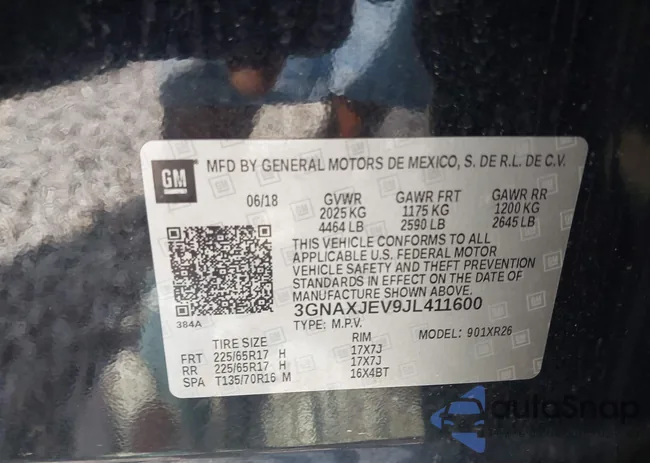 GM
MFD BY GENERAL MOTORS DE MEXICO, S. DE R.L. DE C.V.
06/18 GVWR GAWR FRT GAWR RR
2025 KG 1175 KG 1200 KG
4464 LB 2590 LB 2645 LB
THIS VEHICLE CONFORMS TO ALL
APPLICABLE U.S. FEDERAL MOTOR
VEHICLE SAFETY AND THEFT PREVENTION
STANDARDS IN EFFECT ON THE DATE OF
MANUFACTURE SHOWN ABOVE.
384A
3GNAXJEV9JL411600
TYPE: M.P.V. MODEL: 901XR26
TIRE SIZE RIM
FRT 225/65R17 H 17X7J
RR 225/65R17 H 17X7J
SPA T135/70R16 M 16X4BT
AutoSnap